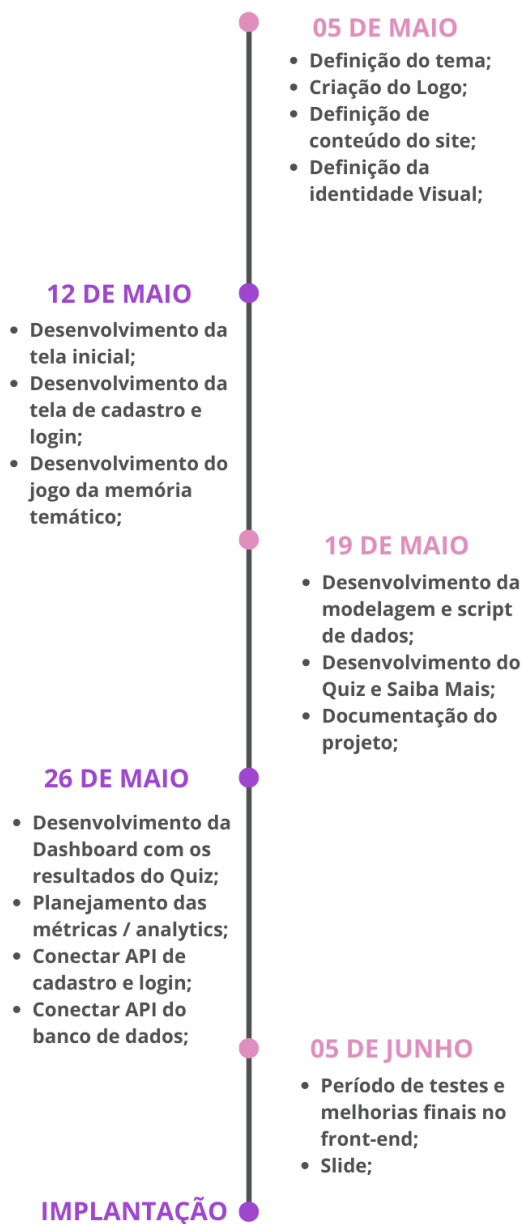 05 DE MAIO
• Definição do tema;
• Criação do Logo;
• Definição de
conteúdo do site;
• Definição da
identidade Visual;
12 DE MAIO
• Desenvolvimento da
tela inicial;
• Desenvolvimento da
tela de cadastro e
login;
• Desenvolvimento do
jogo da memória
temático;
19 DE MAIO
• Desenvolvimento da
modelagem e script
de dados;
• Desenvolvimento do
Quiz e Saiba Mais;
• Documentação do
projeto;
26 DE MAIO
• Desenvolvimento da
Dashboard com os
resultados do Quiz;
• Planejamento das
métricas / analytics;
• Conectar API de
cadastro e login;
• Conectar API do
banco de dados;
05 DE JUNHO
• Período de testes e
melhorias finais no
front-end;
• Slide;
IMPLANTAÇÃO